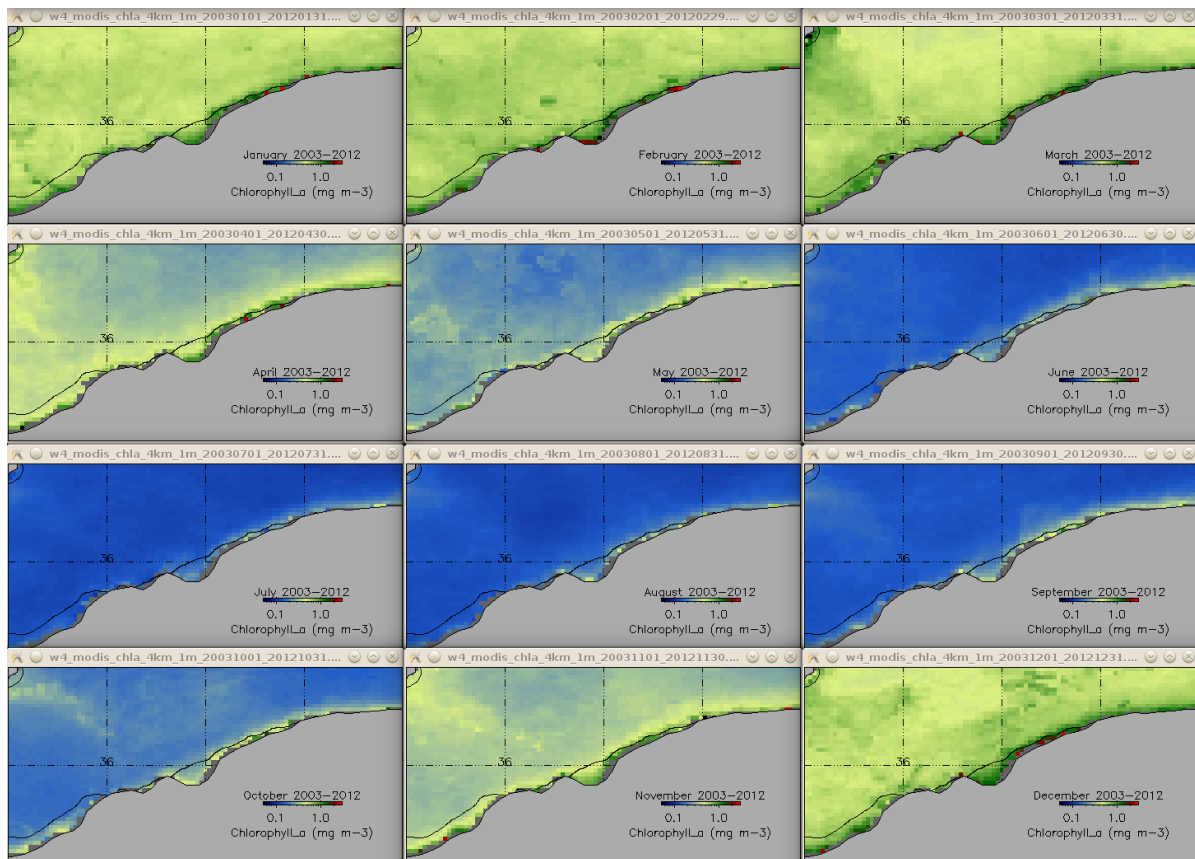 w4_modis_chla_4km_1m_20030101_20120131....
36
January 2003-2012
0.1 1.0
Chlorophyll_a (mg m-3)
w4_modis_chla_4km_1m_20030201_20120229....
36
February 2003-2012
0.1 1.0
Chlorophyll_a (mg m-3)
w4_modis_chla_4km_1m_20030301_20120331....
36
March 2003-2012
0.1 1.0
Chlorophyll_a (mg m-3)
w4_modis_chla_4km_1m_20030401_20120430....
36
April 2003-2012
0.1 1.0
Chlorophyll_a (mg m-3)
w4_modis_chla_4km_1m_20030501_20120531....
36
May 2003-2012
0.1 1.0
Chlorophyll_a (mg m-3)
w4_modis_chla_4km_1m_20030601_20120630....
36
June 2003-2012
0.1 1.0
Chlorophyll_a (mg m-3)
w4_modis_chla_4km_1m_20030701_20120731....
36
July 2003-2012
0.1 1.0
Chlorophyll_a (mg m-3)
w4_modis_chla_4km_1m_20030801_20120831....
36
August 2003-2012
0.1 1.0
Chlorophyll_a (mg m-3)
w4_modis_chla_4km_1m_20030901_20120930....
36
September 2003-2012
0.1 1.0
Chlorophyll_a (mg m-3)
w4_modis_chla_4km_1m_20031001_20121031....
36
October 2003-2012
0.1 1.0
Chlorophyll_a (mg m-3)
w4_modis_chla_4km_1m_20031101_20121130....
36
November 2003-2012
0.1 1.0
Chlorophyll_a (mg m-3)
w4_modis_chla_4km_1m_20031201_20121231....
36
December 2003-2012
0.1 1.0
Chlorophyll_a (mg m-3)